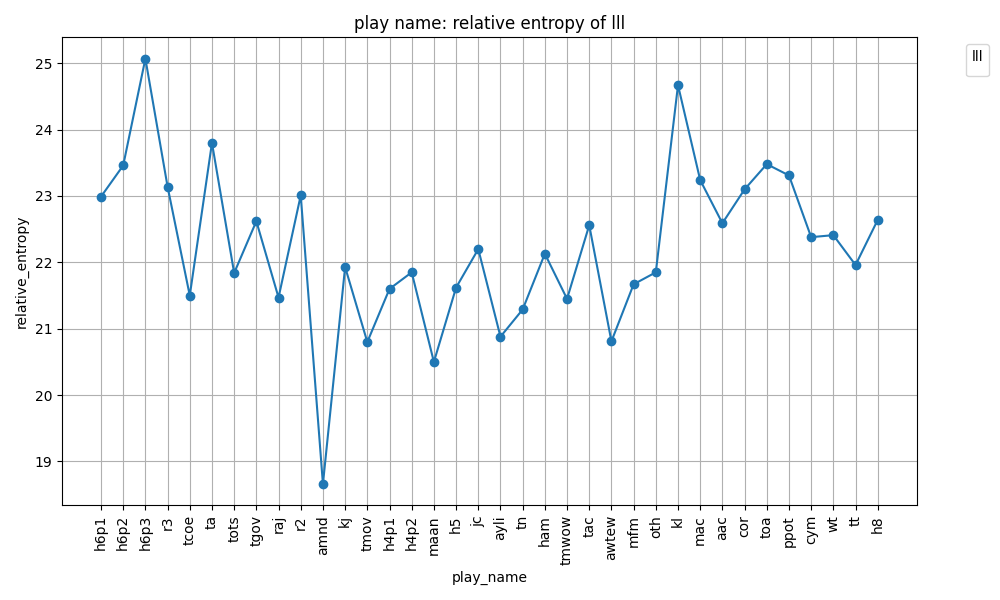 play name: relative entropy of lll
lll
relative_entropy
25
24
23
22
21
20
19
h6p1
h6p2
h6p3
r3
tcoe
ta
tots
tgov
raj
r2
amnd
kj
tmov
h4p1
h4p2
maan
h5
jc
ayli
tn
ham
tmwow
tac
awtew
mfm
oth
kl
mac
aac
cor
toa
ppot
cym
wt
tt
h8
play_name